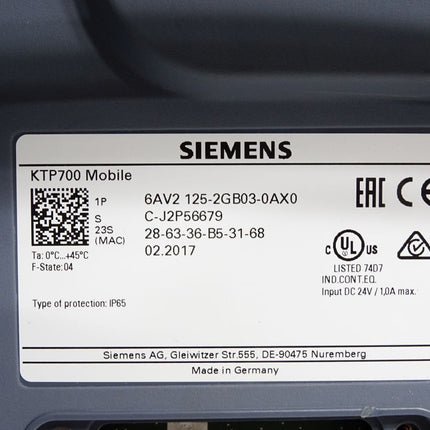 SIEMENS
KTP700 Mobile
1P 6AV2 125-2GB03-0AX0
S C-J2P56679
23S (MAC) 28-63-36-B5-31-68
02.2017
Ta: 0°C...+45°C
F-State: 04
EAC CE
C UL US
LISTED 74D7
IND.CONT.EQ.
Input DC 24V / 1,0A max.
Type of protection: IP65
Siemens AG, Gleiwitzer Str.555, DE-90475 Nuremberg
Made in Germany